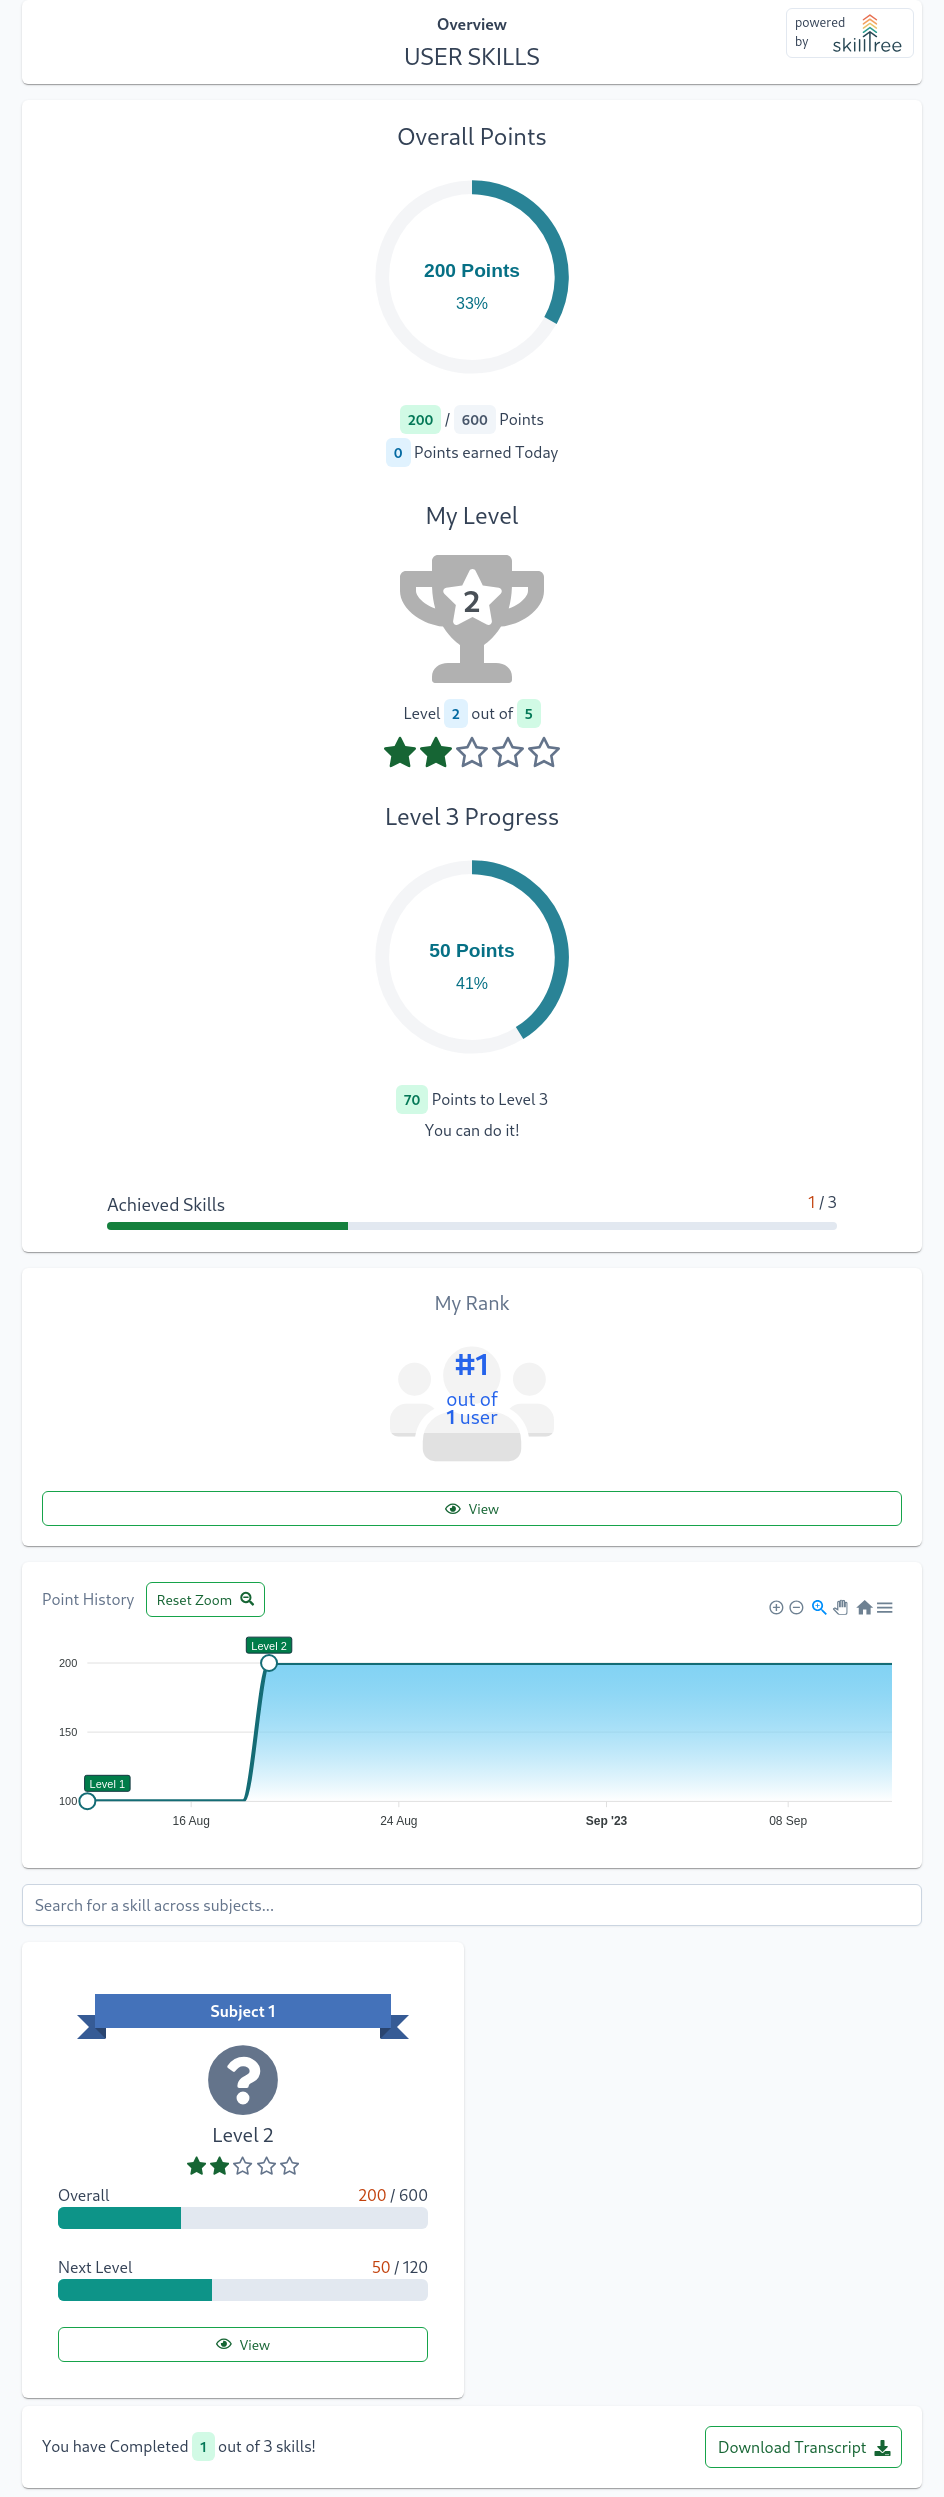 Overview
USER SKILLS
powered
by
skilltree
Overall Points
200 Points
33%
200 / 600 Points
0 Points earned Today
My Level
2
Level 2 out of 5
Level 3 Progress
50 Points
41%
70 Points to Level 3
You can do it!
Achieved Skills 1 / 3
My Rank
#1
out of
1 user
View
Point History Reset Zoom
Level 2
200
150
Level 1
100
16 Aug 24 Aug Sep '23 08 Sep
Search for a skill across subjects...
Subject 1
Level 2
Overall 200 / 600
Next Level 50 / 120
View
You have Completed 1 out of 3 skills! Download Transcript